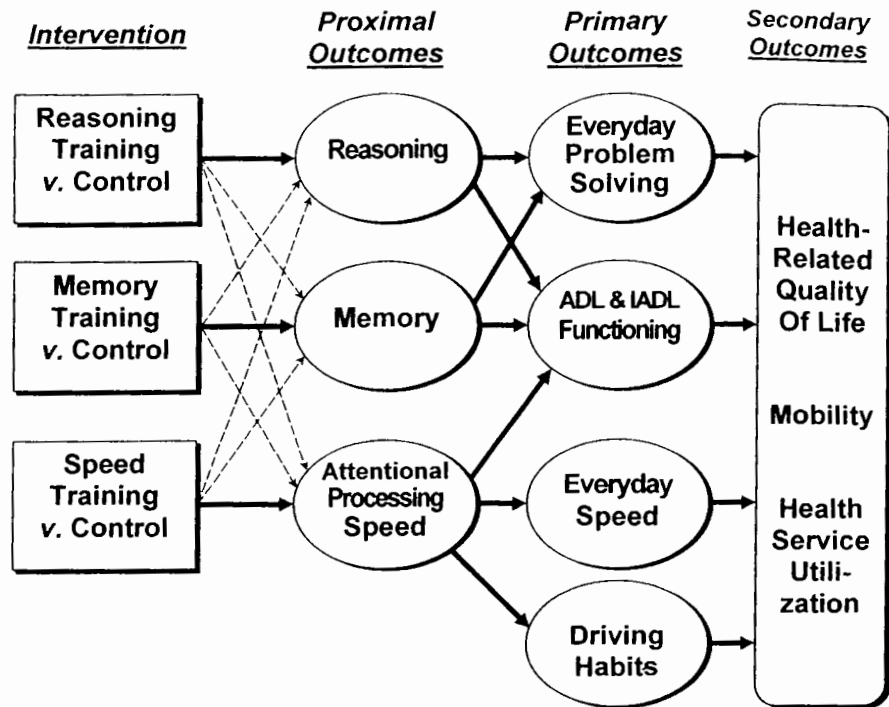 Intervention
Proximal
Outcomes
Primary
Outcomes
Secondary
Outcomes
Reasoning
Training
v. Control
Memory
Training
v. Control
Speed
Training
v. Control
Reasoning
Memory
Attentional
Processing
Speed
Everyday
Problem
Solving
ADL & IADL
Functioning
Everyday
Speed
Driving
Habits
Health-
Related
Quality
Of Life
Mobility
Health
Service
Utili-
zation